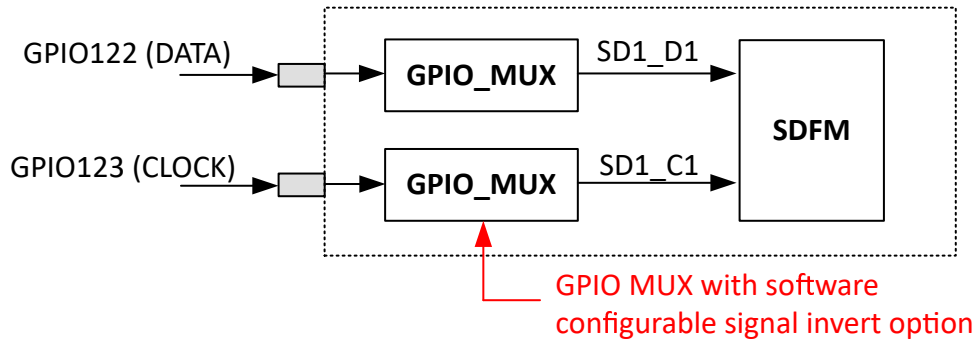 GPIO122 (DATA)
GPIO_MUX
SD1_D1
SDFM
GPIO123 (CLOCK)
GPIO_MUX
SD1_C1
GPIO MUX with software
configurable signal invert option